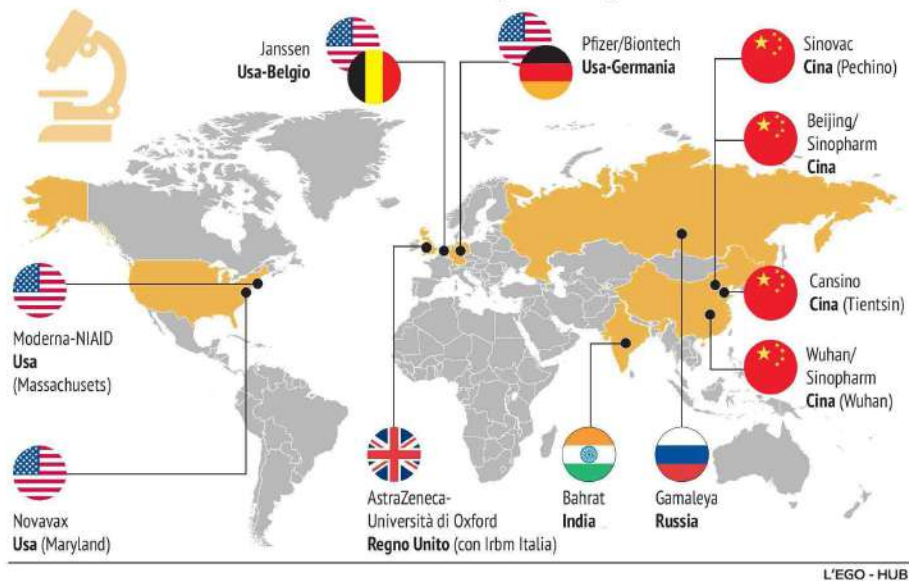 Janssen
Usa-Belgio
Pfizer/Biontech
Usa-Germania
Sinovac
Cina (Pechino)
Beijing/
Sinopharm
Cina
Cansino
Cina (Tientsin)
Wuhan/
Sinopharm
Cina (Wuhan)
Moderna-NIAID
Usa
(Massachusets)
Novavax
Usa (Maryland)
AstraZeneca-
Università di Oxford
Regno Unito (con Irbm Italia)
Bahrat
India
Gamaleya
Russia
L'EGO - HUB